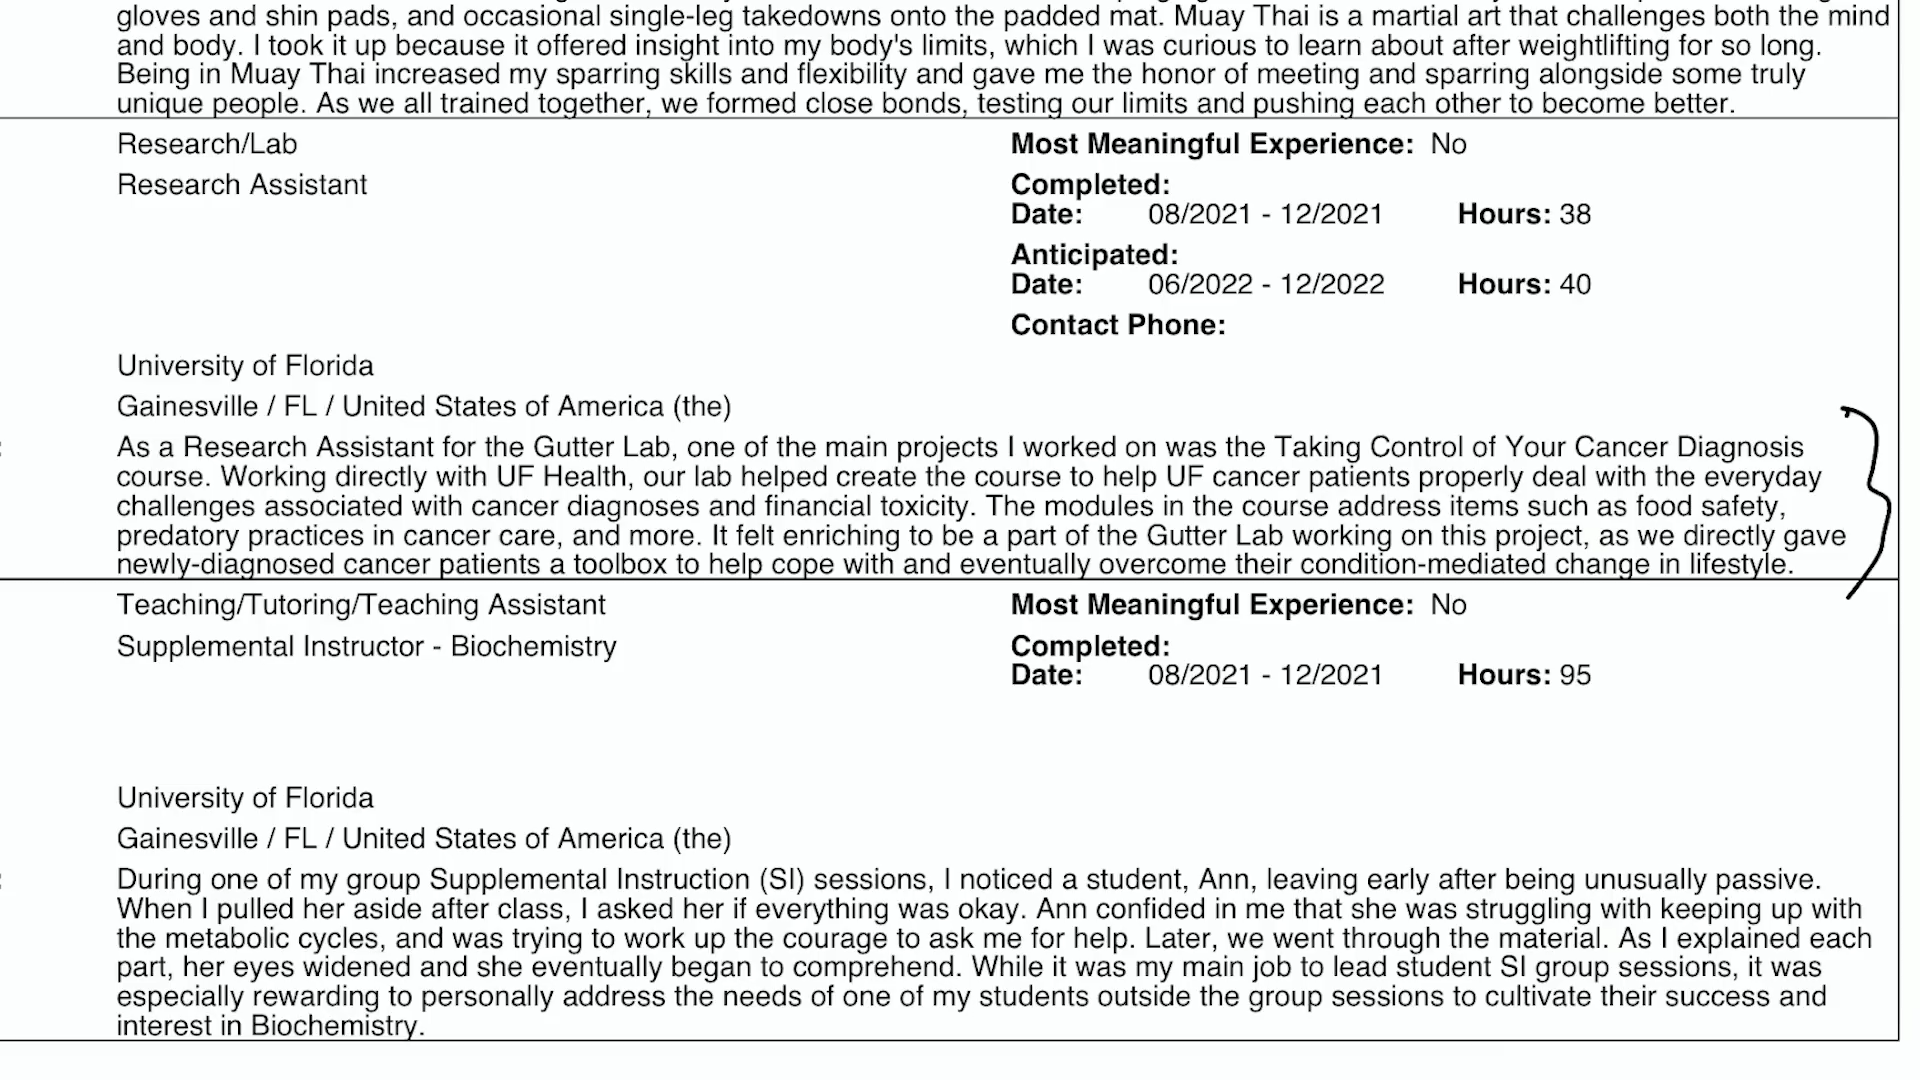 gloves and shin pads, and occasional single-leg takedowns onto the padded mat. Muay Thai is a martial art that challenges both the mind
and body. I took it up because it offered insight into my body's limits, which I was curious to learn about after weightlifting for so long.
Being in Muay Thai increased my sparring skills and flexibility and gave me the honor of meeting and sparring alongside some truly
unique people. As we all trained together, we formed close bonds, testing our limits and pushing each other to become better.
Research/Lab
Most Meaningful Experience: No
Research Assistant
Completed:
Date: 08/2021 - 12/2021 Hours: 38
Anticipated:
Date: 06/2022 - 12/2022 Hours: 40
Contact Phone:
University of Florida
Gainesville / FL / United States of America (the)
As a Research Assistant for the Gutter Lab, one of the main projects I worked on was the Taking Control of Your Cancer Diagnosis
course. Working directly with UF Health, our lab helped create the course to help UF cancer patients properly deal with the everyday
challenges associated with cancer diagnoses and financial toxicity. The modules in the course address items such as food safety,
predatory practices in cancer care, and more. It felt enriching to be a part of the Gutter Lab working on this project, as we directly gave
newly-diagnosed cancer patients a toolbox to help cope with and eventually overcome their condition-mediated change in lifestyle.
Teaching/Tutoring/Teaching Assistant
Most Meaningful Experience: No
Supplemental Instructor - Biochemistry
Completed:
Date: 08/2021 - 12/2021 Hours: 95
University of Florida
Gainesville / FL / United States of America (the)
During one of my group Supplemental Instruction (SI) sessions, I noticed a student, Ann, leaving early after being unusually passive.
When I pulled her aside after class, I asked her if everything was okay. Ann confided in me that she was struggling with keeping up with
the metabolic cycles, and was trying to work up the courage to ask me for help. Later, we went through the material. As I explained each
part, her eyes widened and she eventually began to comprehend. While it was my main job to lead student SI group sessions, it was
especially rewarding to personally address the needs of one of my students outside the group sessions to cultivate their success and
interest in Biochemistry.